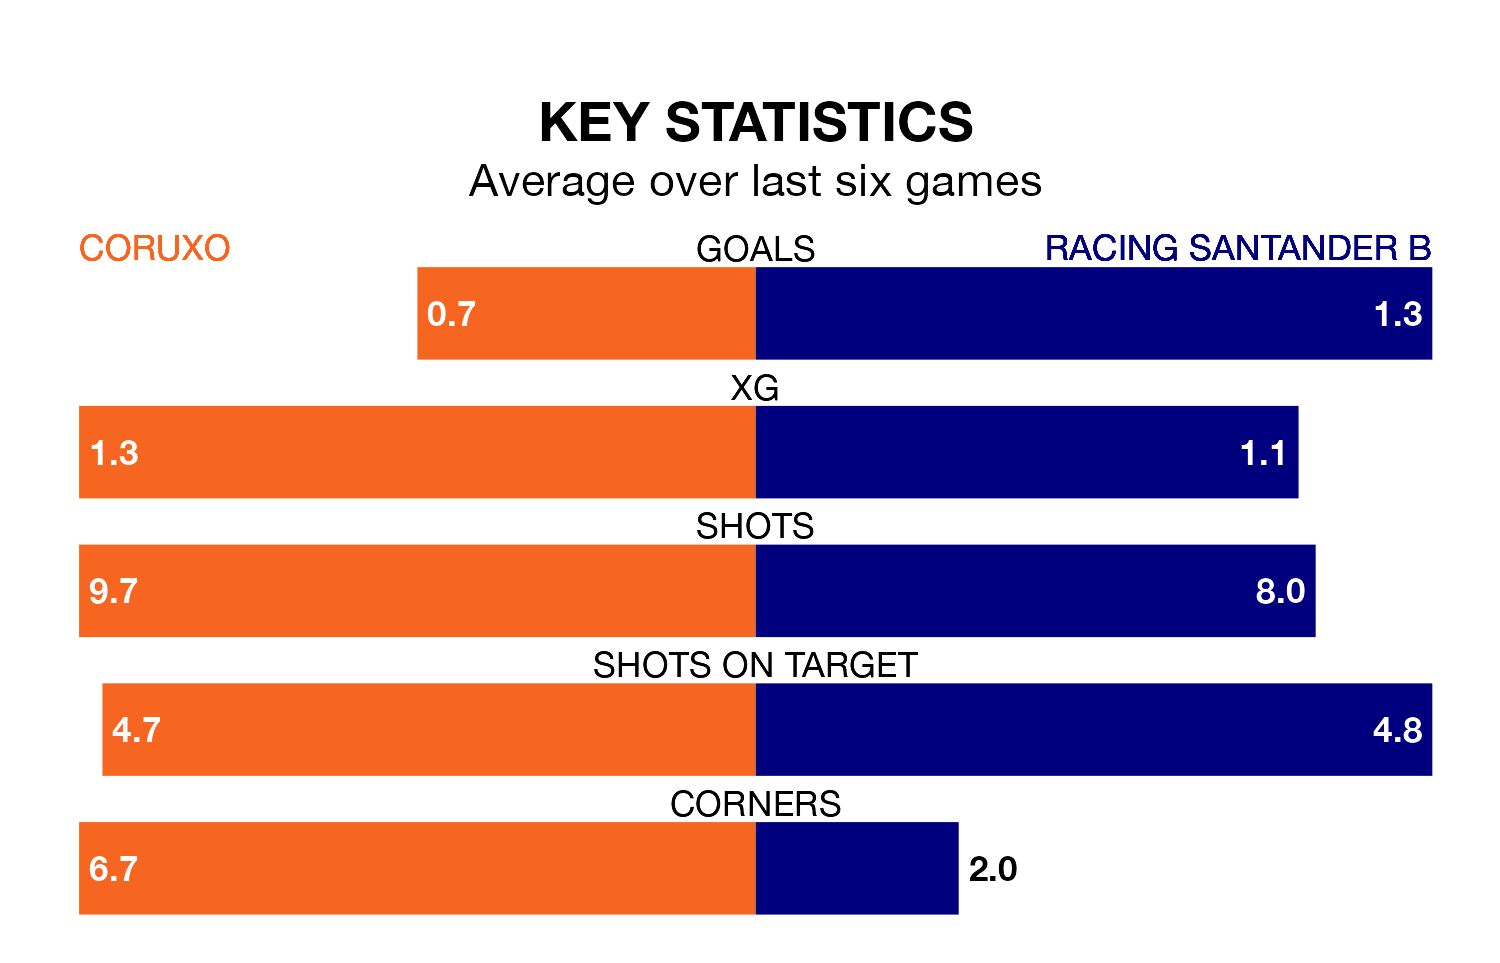 KEY STATISTICS
Average over last six games
CORUXO GOALS RACING SANTANDER B
0.7 1.3
XG
1.3 1.1
SHOTS
9.7 8.0
SHOTS ON TARGET
4.7 4.8
CORNERS
6.7 2.0